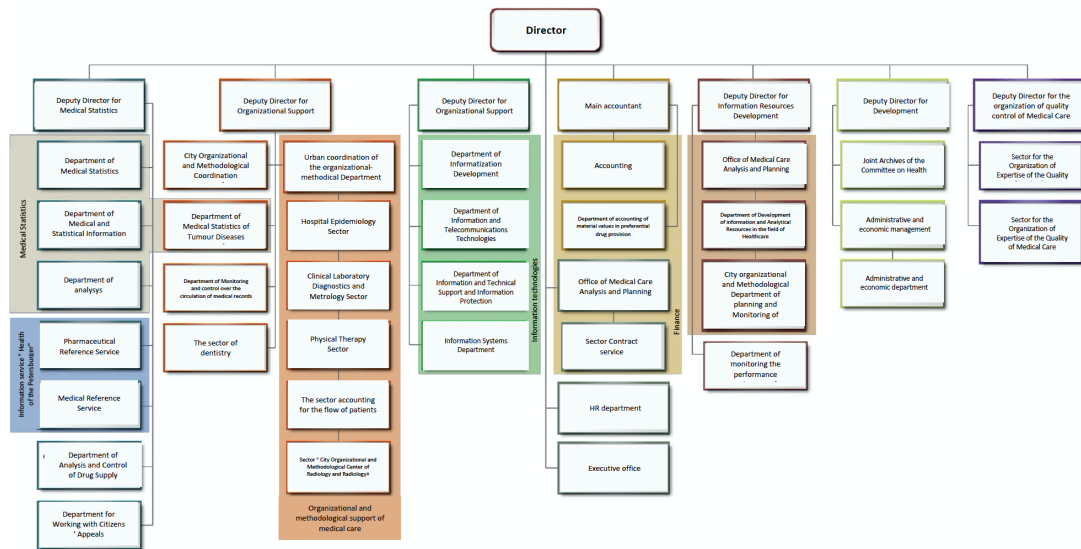 Director
Deputy Director for
Medical Statistics
Deputy Director for
Organizational Support
Deputy Director for
Organizational Support
Main accountant
Deputy Director for
Information Resources
Development
Deputy Director for
Development
Deputy Director for the
organization of quality
control of Medical Care
Medical Statistics
Department of
Medical Statistics
Department of
Medical and
Statistical Information
Department of
analysys
Information service" Health
of the Petersburger"
Pharmaceutical
Reference Service
Medical Reference
Service
Department of
Analysis and Control
of Drug Supply
Department for
Working with Citizens
' Appeals
City Organizational
and Methodological
Coordination
Department of
Medical Statistics of
Tumour Diseases
Department of Monitoring
and control over the
circulation of medical records
The sector of
dentistry
Urban coordination of
the organizational-
methodical Department
Hospital Epidemiology
Sector
Clinical Laboratory
Diagnostics and
Metrology Sector
Physical Therapy
Sector
The sector accounting
for the flow of patients
Sector " City Organizational and
Methodological Center of
Radiology and Radiology"
Organizational and
methodological support of
medical care
Department of
Informatization
Development
Department of
Information and
Telecommunications
Technologies
Department of
Information and Technical
Support and Information
Protection
Information Systems
Department
Information technologies
Accounting
Department of accounting of
material values in preferential
drug provision
Office of Medical Care
Analysis and Planning
Sector Contract
service
Finance
HR department
Executive office
Office of Medical Care
Analysis and Planning
Department of Development
of information and Analytical
Resources in the field of
Healthcare
City organizational
and Methodological
Department of
planning and
Monitoring of
Department of
monitoring the
performance
Joint Archives of the
Committee on Health
Administrative and
economic management
Administrative and
economic department
Sector for the
Organization of
Expertise of the Quality
Sector for the
Organization of
Expertise of the Quality
of Medical Care